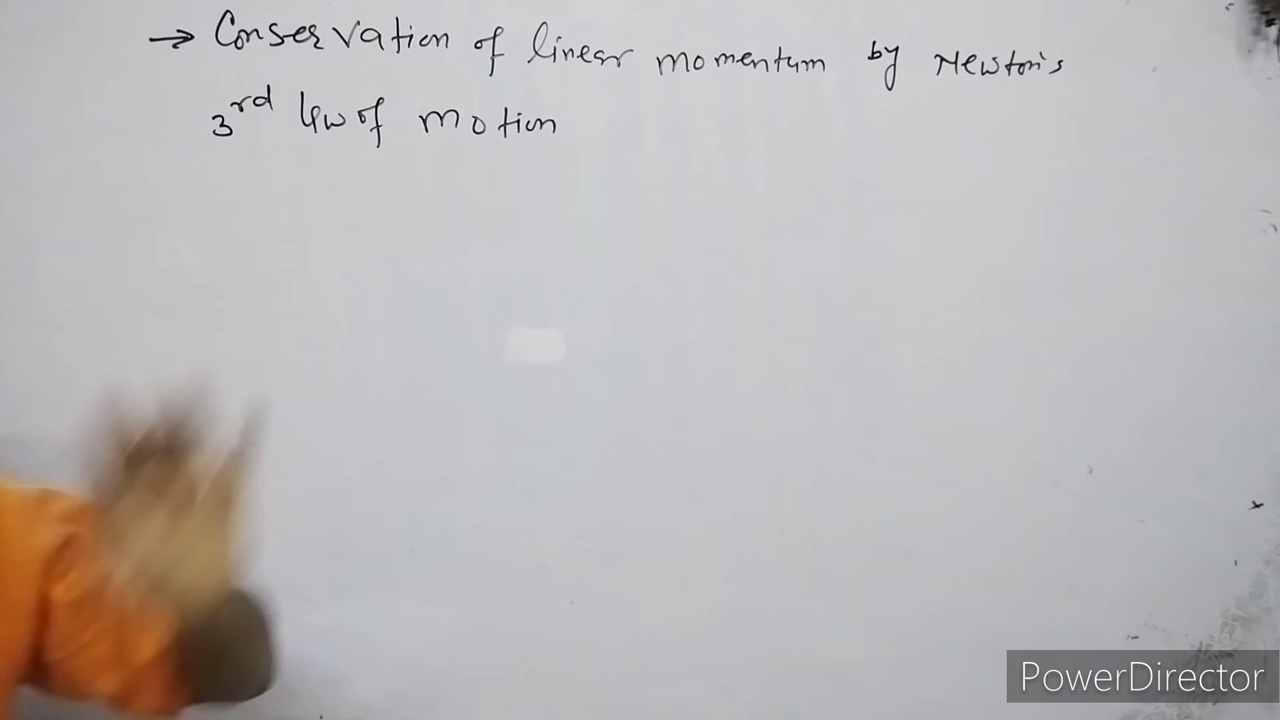 → Conservation of linear momentum by Newton's
3rd law of motion
PowerDirector